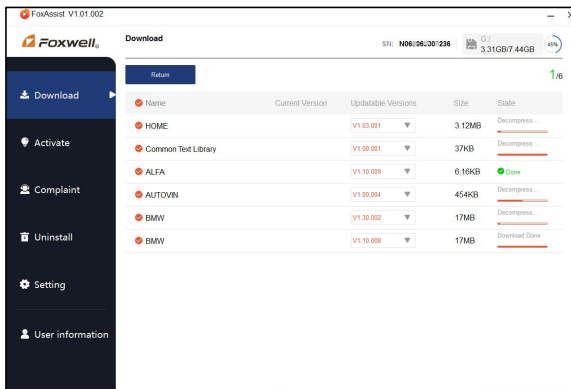 FoxAssist V1.01.002
Foxwell
Download
SN:
G:/
3.31GB/7.44GB
45%
Return
1/6
Download
Activate
Complaint
Uninstall
Setting
User information
Name Current Version Updatable Versions Size State
HOME V1.03.001 3.12MB Decompress...
Common Text Library V1.00.001 37KB Decompress...
ALFA V1.10.009 6.16KB Done
AUTOVIN V1.00.004 454KB Decompress...
BMW V1.30.002 17MB Decompress...
BMW V1.10.008 17MB Download Done